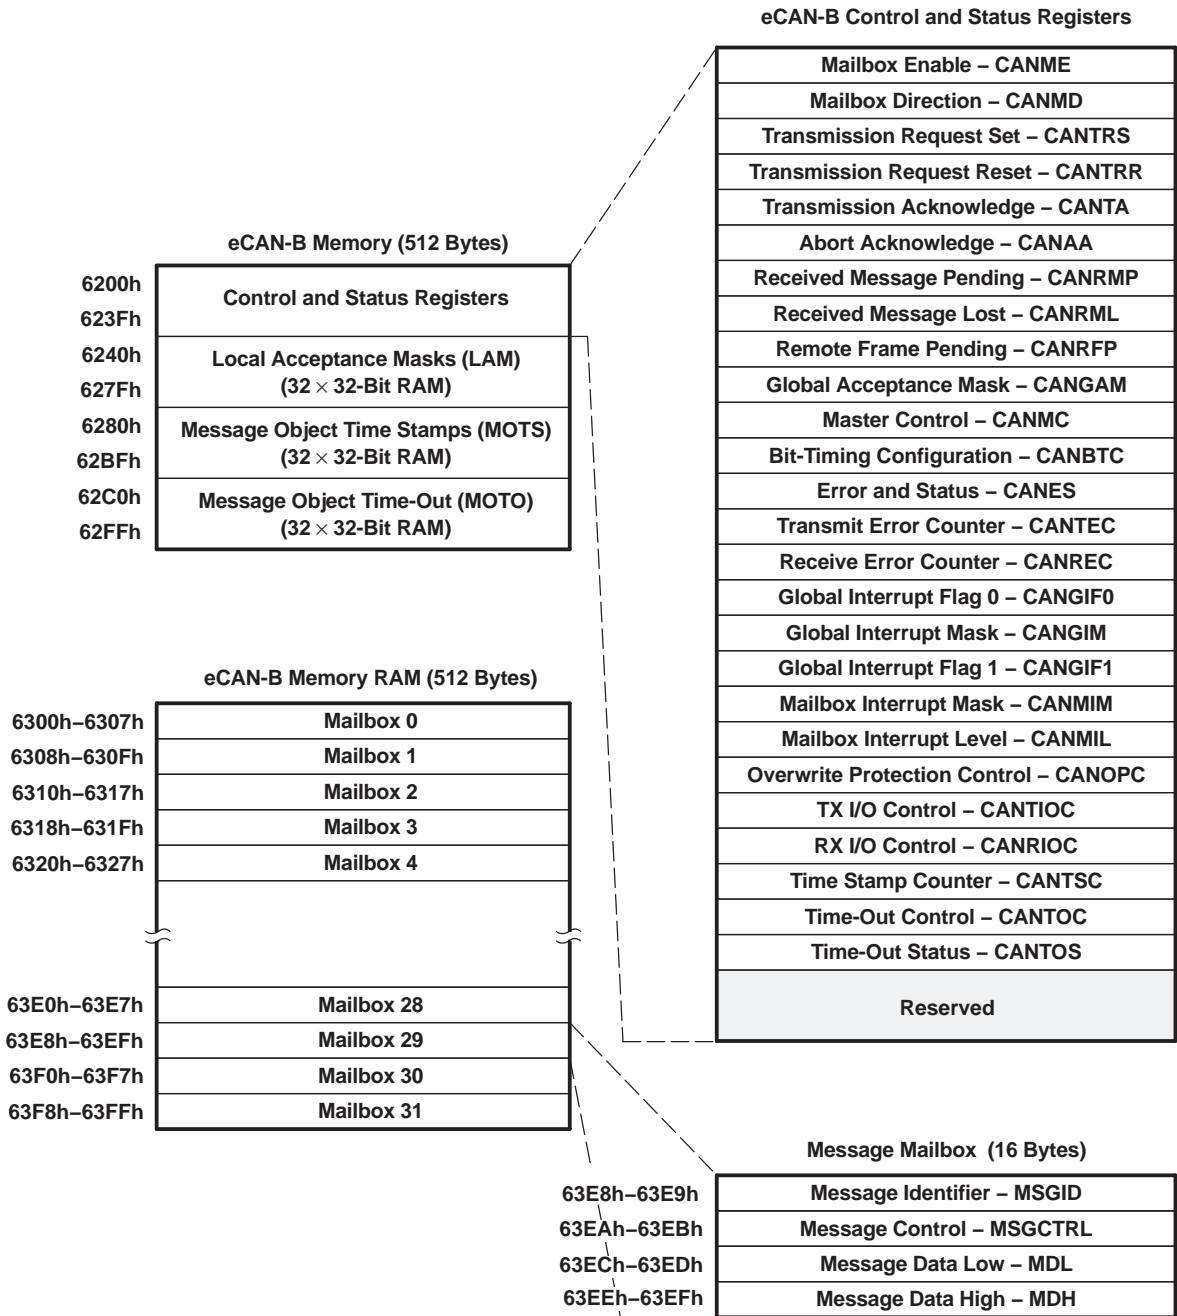 eCAN-B Control and Status Registers
Mailbox Enable – CANME
Mailbox Direction – CANMD
Transmission Request Set – CANTRS
Transmission Request Reset – CANTRR
Transmission Acknowledge – CANTA
Abort Acknowledge – CANAA
Received Message Pending – CANRMP
Received Message Lost – CANRML
Remote Frame Pending – CANRFP
Global Acceptance Mask – CANGAM
Master Control – CANMC
Bit-Timing Configuration – CANBTC
Error and Status – CANES
Transmit Error Counter – CANTEC
Receive Error Counter – CANREC
Global Interrupt Flag 0 – CANGIF0
Global Interrupt Mask – CANGIM
Global Interrupt Flag 1 – CANGIF1
Mailbox Interrupt Mask – CANMIM
Mailbox Interrupt Level – CANMIL
Overwrite Protection Control – CANOPC
TX I/O Control – CANTIOC
RX I/O Control – CANRIOC
Time Stamp Counter – CANTSC
Time-Out Control – CANTOC
Time-Out Status – CANTOS
Reserved
eCAN-B Memory (512 Bytes)
6200h
Control and Status Registers
623Fh
6240h
Local Acceptance Masks (LAM)
(32 × 32-Bit RAM)
627Fh
6280h
Message Object Time Stamps (MOTS)
(32 × 32-Bit RAM)
62BFh
62C0h
Message Object Time-Out (MOTO)
(32 × 32-Bit RAM)
62FFh
eCAN-B Memory RAM (512 Bytes)
6300h–6307h Mailbox 0
6308h–630Fh Mailbox 1
6310h–6317h Mailbox 2
6318h–631Fh Mailbox 3
6320h–6327h Mailbox 4
63E0h–63E7h Mailbox 28
63E8h–63EFh Mailbox 29
63F0h–63F7h Mailbox 30
63F8h–63FFh Mailbox 31
Message Mailbox (16 Bytes)
63E8h–63E9h Message Identifier – MSGID
63EAh–63EBh Message Control – MSGCTRL
63ECh–63EDh Message Data Low – MDL
63EEh–63EFh Message Data High – MDH